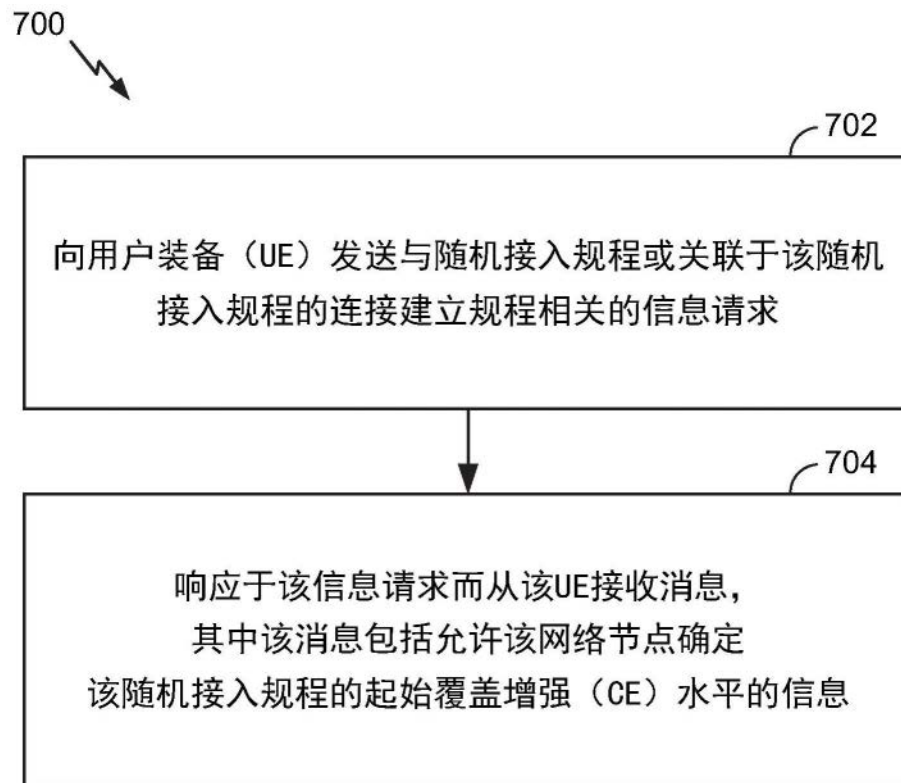 700
702
向用户装备（UE）发送与随机接入规程或关联于该随机
接入规程的连接建立规程相关的信息请求
704
响应于该信息请求而从该UE接收消息，
其中该消息包括允许该网络节点确定
该随机接入规程的起始覆盖增强（CE）水平的信息